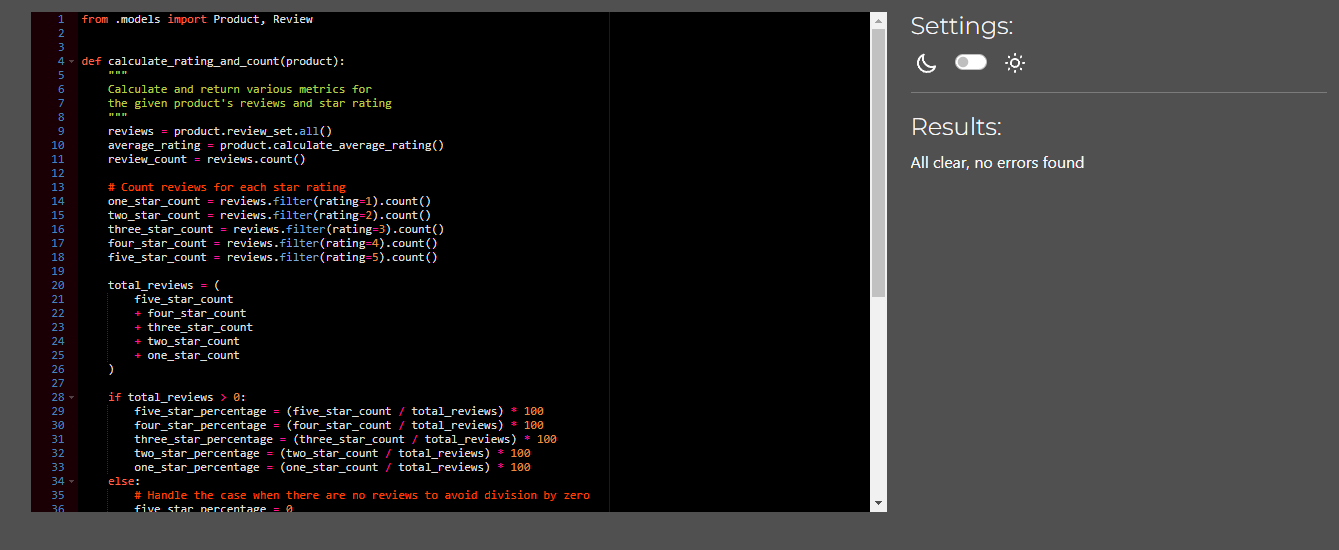 1 from .models import Product, Review
2
3
4 def calculate_rating_and_count(product):
5     """
6     Calculate and return various metrics for
7     the given product's reviews and star rating
8     """
9     reviews = product.review_set.all()
10     average_rating = product.calculate_average_rating()
11     review_count = reviews.count()
12
13     # Count reviews for each star rating
14     one_star_count = reviews.filter(rating=1).count()
15     two_star_count = reviews.filter(rating=2).count()
16     three_star_count = reviews.filter(rating=3).count()
17     four_star_count = reviews.filter(rating=4).count()
18     five_star_count = reviews.filter(rating=5).count()
19
20     total_reviews = (
21         five_star_count
22         + four_star_count
23         + three_star_count
24         + two_star_count
25         + one_star_count
26     )
27
28     if total_reviews > 0:
29         five_star_percentage = (five_star_count / total_reviews) * 100
30         four_star_percentage = (four_star_count / total_reviews) * 100
31         three_star_percentage = (three_star_count / total_reviews) * 100
32         two_star_percentage = (two_star_count / total_reviews) * 100
33         one_star_percentage = (one_star_count / total_reviews) * 100
34     else:
35         # Handle the case when there are no reviews to avoid division by zero
36         five_star_percentage = 0
Settings:
Results:
All clear, no errors found